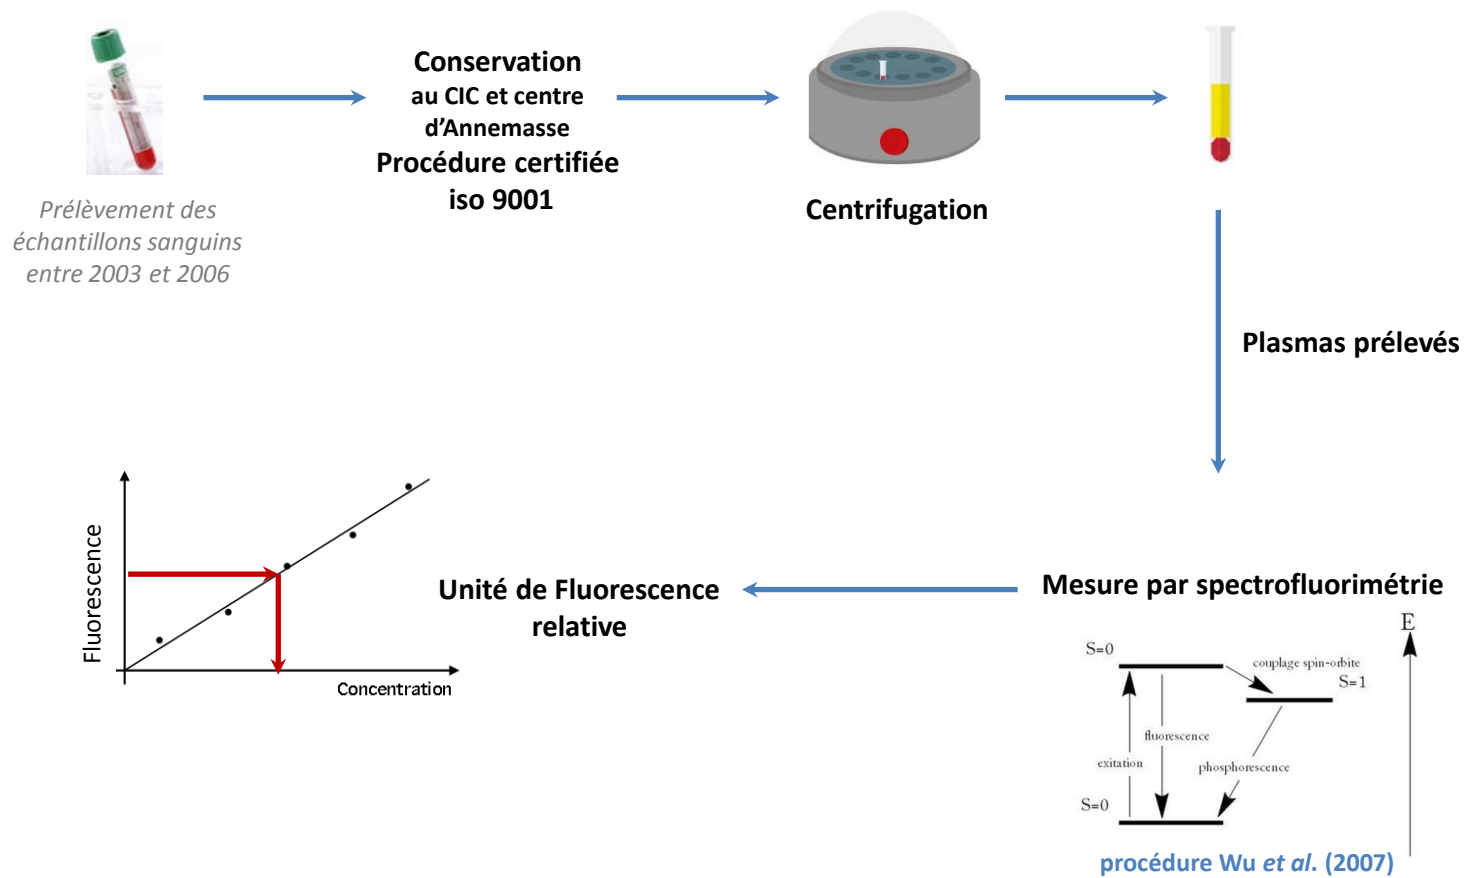 Prélèvement des
échantillons sanguins
entre 2003 et 2006
Conservation
au CIC et centre
d'Annemasse
Procédure certifiée
iso 9001
Centrifugation
Plasmas prélevés
Mesure par spectrofluorimétrie
E
S=0
couplage spin-orbite
S=1
fluorescence
exitation
phosphorescence
S=0
procédure Wu et al. (2007)
Unité de Fluorescence
relative
Fluorescence
Concentration